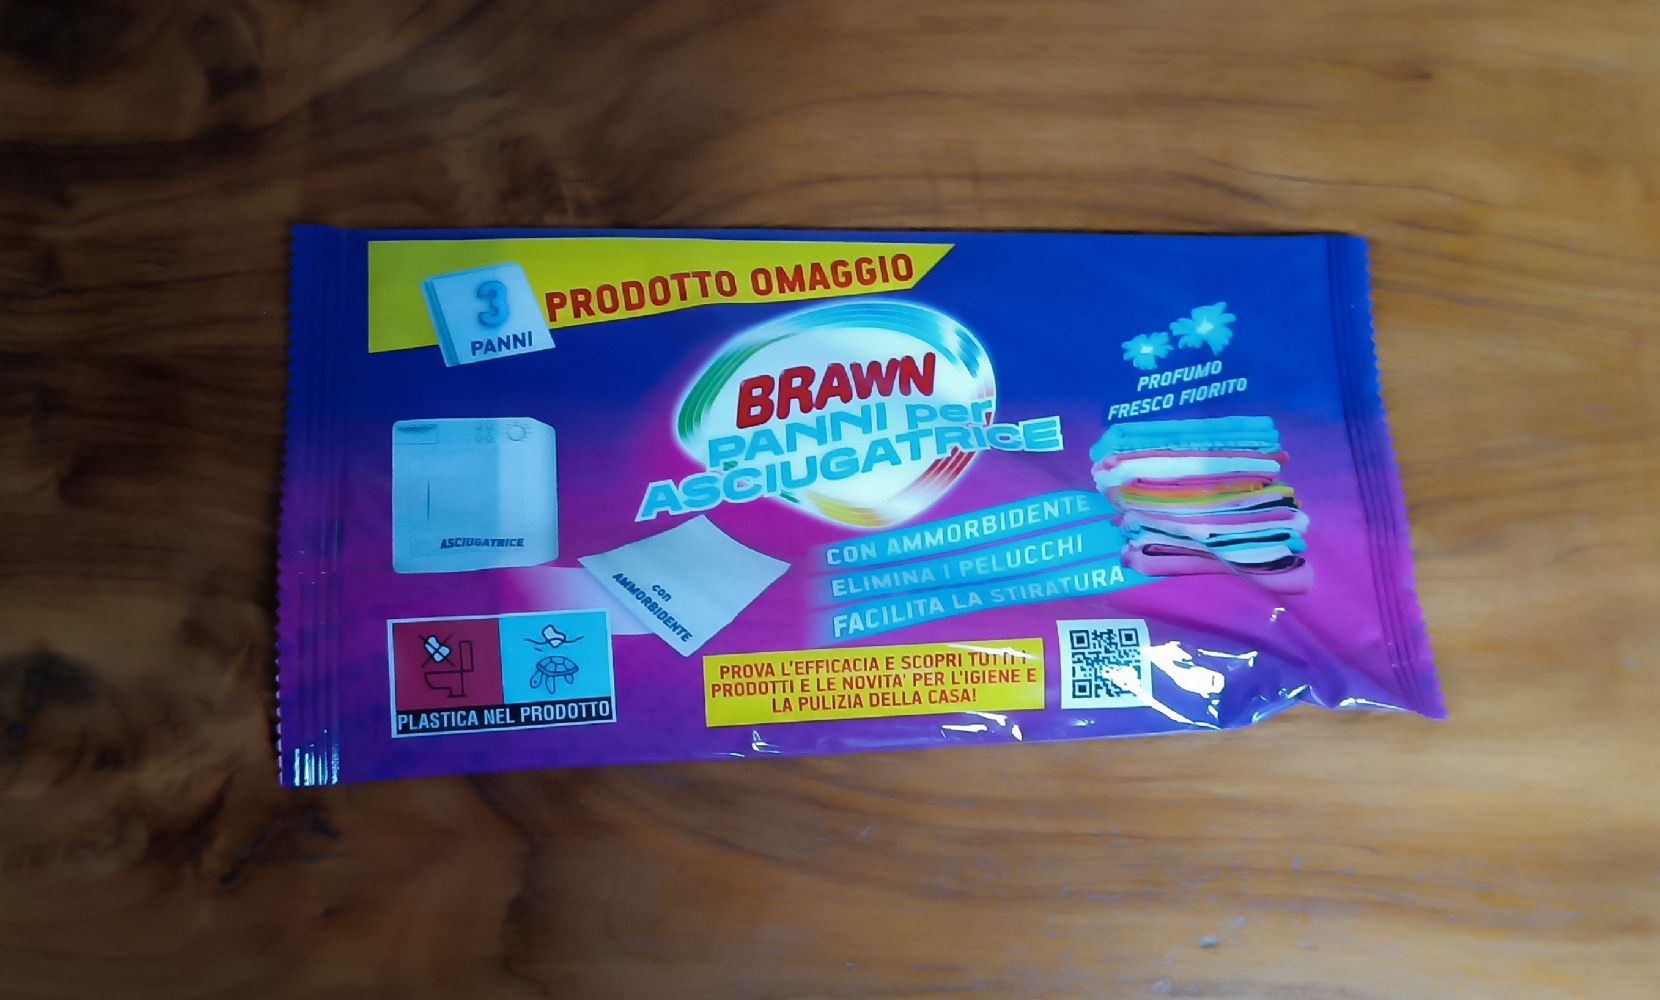 3
PANNI
PRODOTTO OMAGGIO
BRAWN
PANNI per
ASCIUGATRICE
PROFUMO
FRESCO FIORITO
ASCIUGATRICE
con
AMMORBIDENTE
CON AMMORBIDENTE
ELIMINA I PELUCCHI
FACILITA LA STIRATURA
PLASTICA NEL PRODOTTO
PROVA L'EFFICACIA E SCOPRI TUTTI I
PRODOTTI E LE NOVITA' PER L'IGIENE E
LA PULIZIA DELLA CASA!